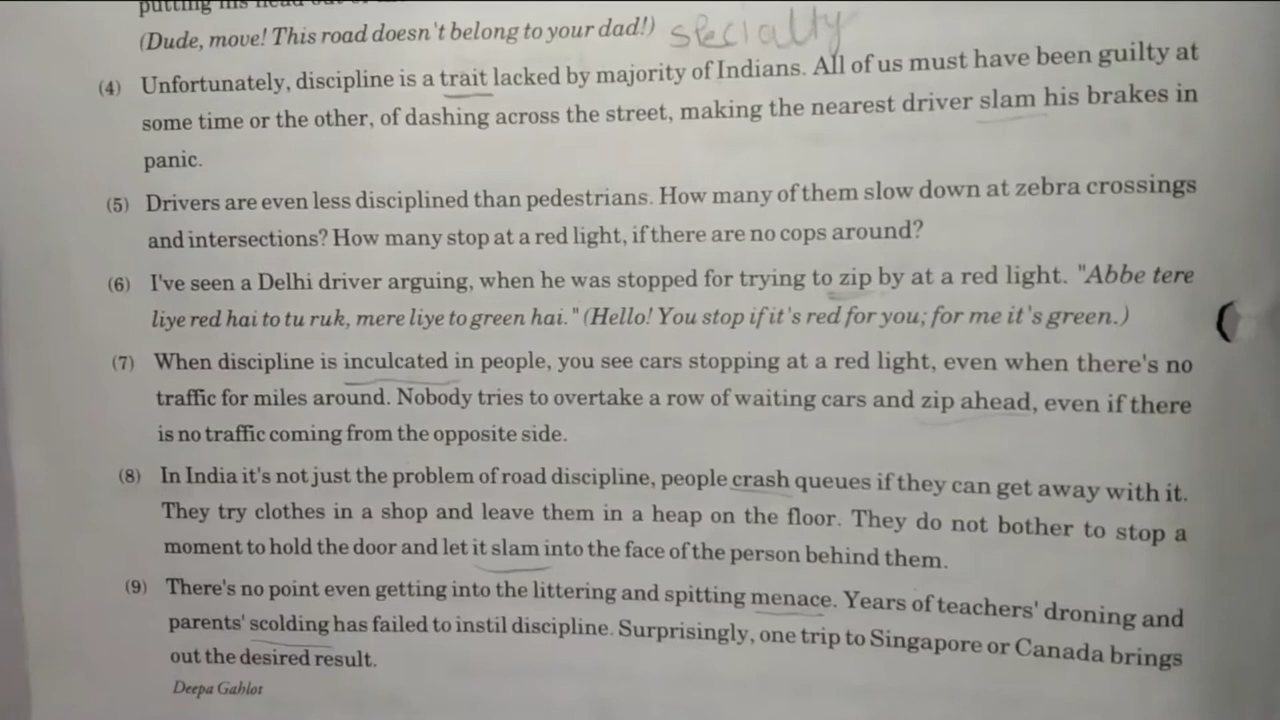 putting his head out of the
(Dude, move! This road doesn't belong to your dad!) specialty
(4) Unfortunately, discipline is a trait lacked by majority of Indians. All of us must have been guilty at
some time or the other, of dashing across the street, making the nearest driver slam his brakes in
panic.
(5) Drivers are even less disciplined than pedestrians. How many of them slow down at zebra crossings
and intersections? How many stop at a red light, if there are no cops around?
(6) I've seen a Delhi driver arguing, when he was stopped for trying to zip by at a red light. "Abbe tere
liye red hai to tu ruk, mere liye to green hai." (Hello! You stop if it's red for you; for me it's green.)
(7) When discipline is inculcated in people, you see cars stopping at a red light, even when there's no
traffic for miles around. Nobody tries to overtake a row of waiting cars and zip ahead, even if there
is no traffic coming from the opposite side.
(8) In India it's not just the problem of road discipline, people crash queues if they can get away with it.
They try clothes in a shop and leave them in a heap on the floor. They do not bother to stop a
moment to hold the door and let it slam into the face of the person behind them.
(9) There's no point even getting into the littering and spitting menace. Years of teachers' droning and
parents' scolding has failed to instil discipline. Surprisingly, one trip to Singapore or Canada brings
out the desired result.
Deepa Gahlot